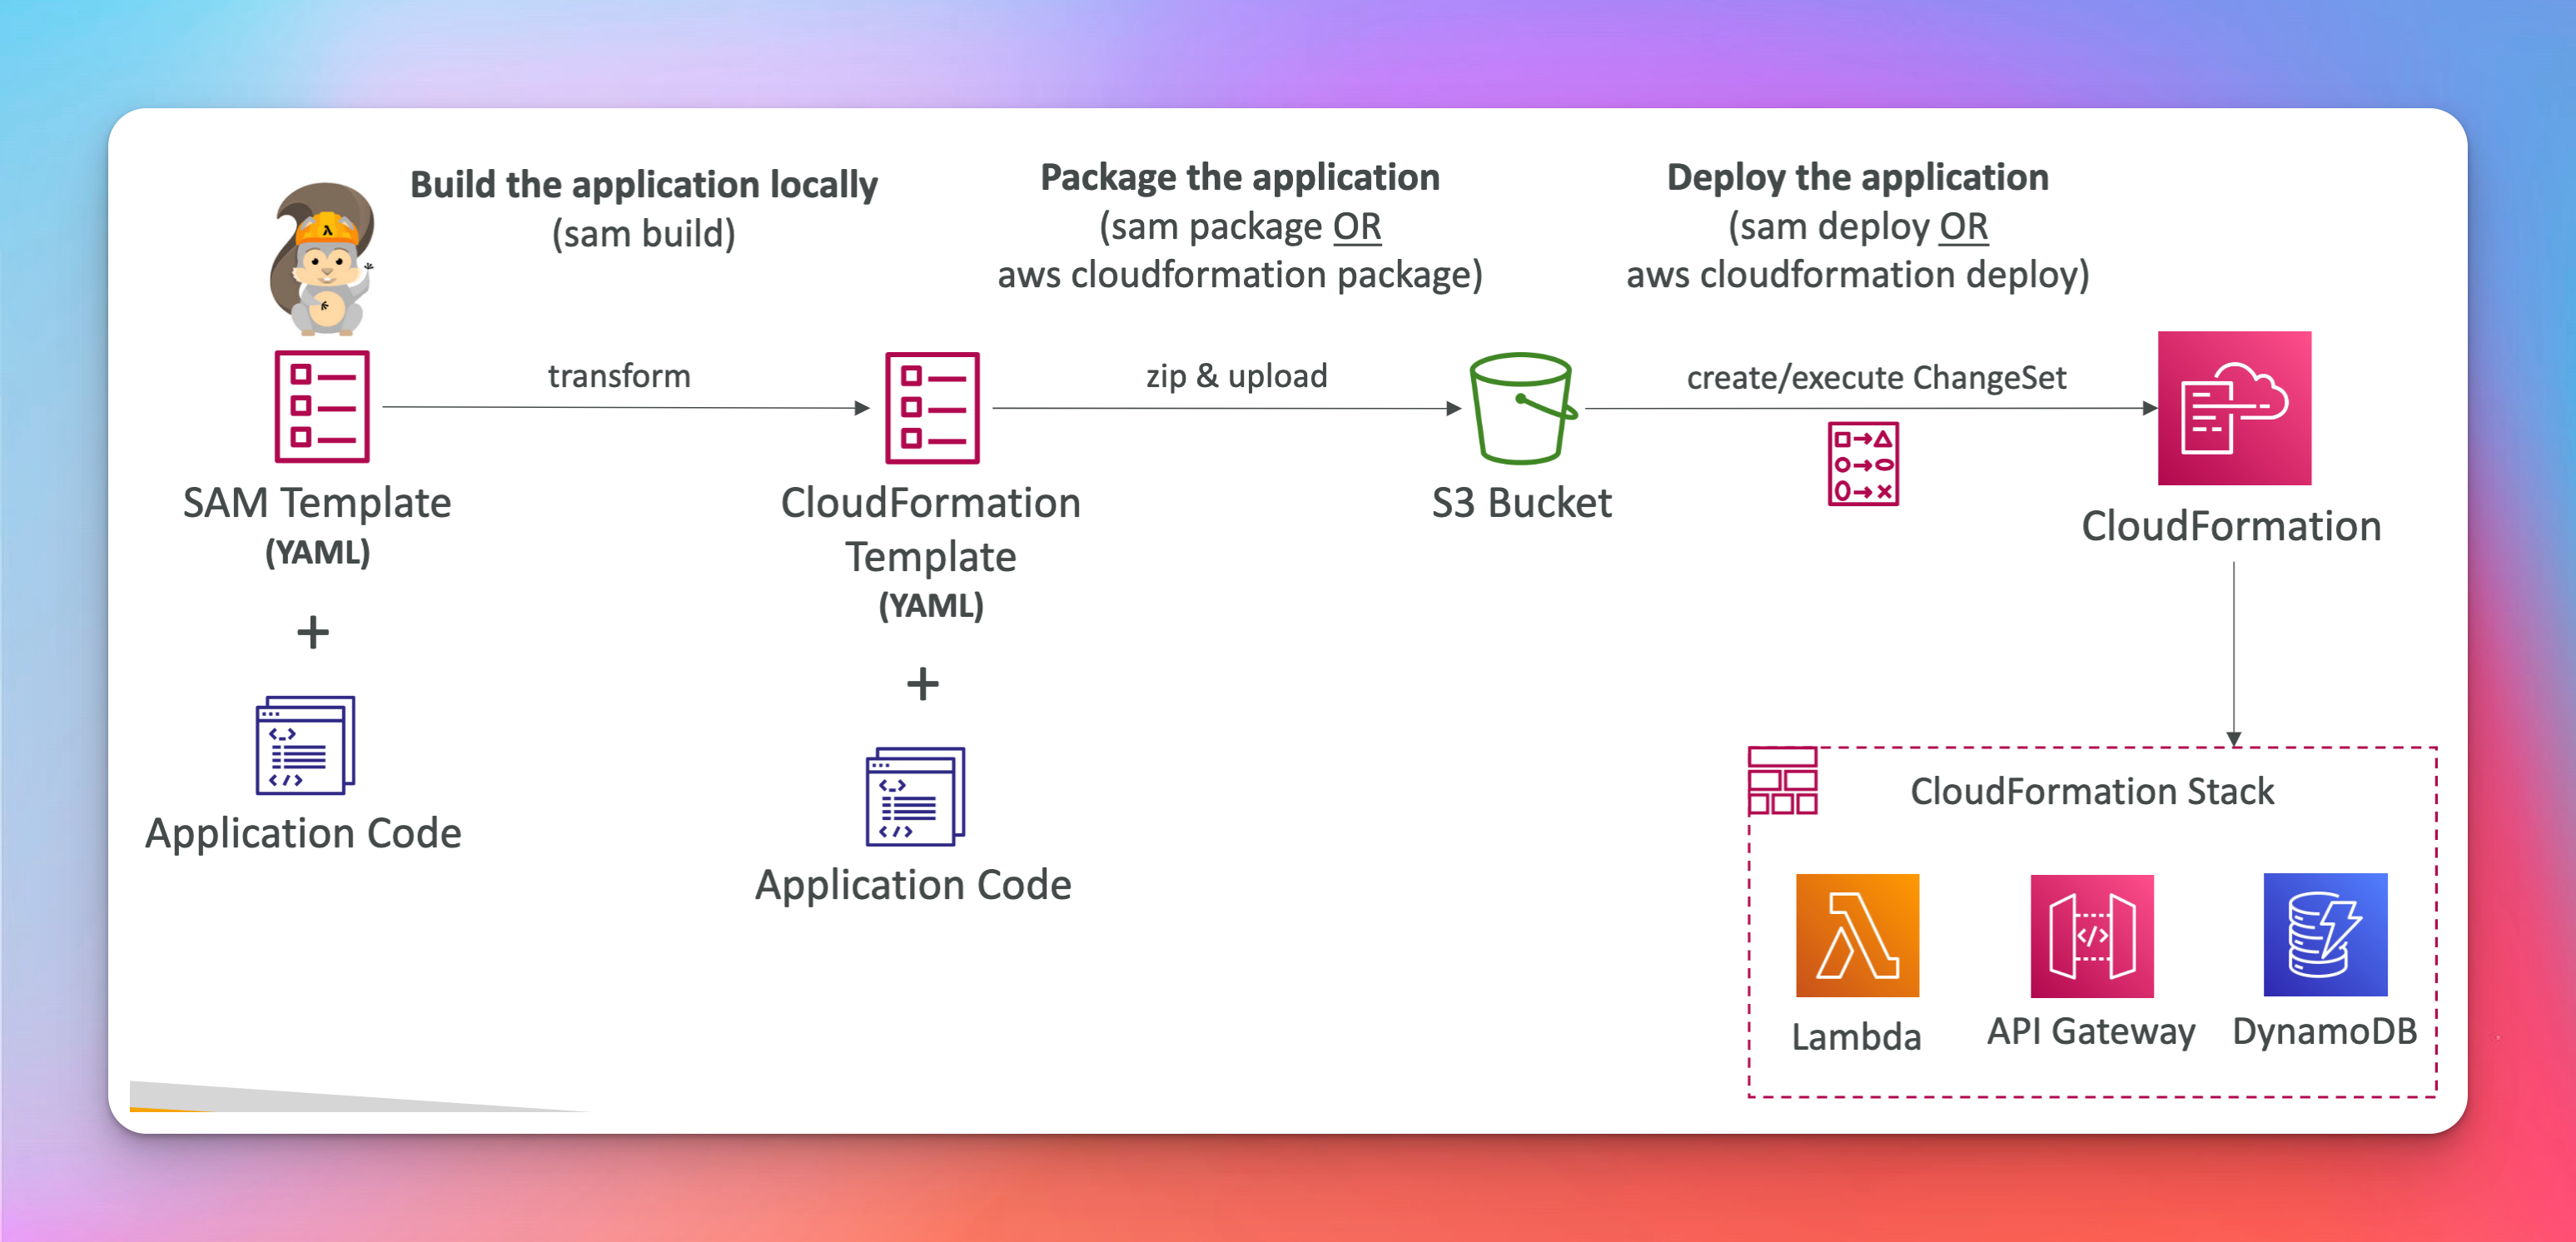 Build the application locally
(sam build)
Package the application
(sam package OR
aws cloudformation package)
Deploy the application
(sam deploy OR
aws cloudformation deploy)
λ
transform
zip & upload
create/execute ChangeSet
SAM Template
(YAML)
+
Application Code
CloudFormation
Template
(YAML)
+
Application Code
S3 Bucket
CloudFormation
CloudFormation Stack
Lambda
API Gateway
DynamoDB